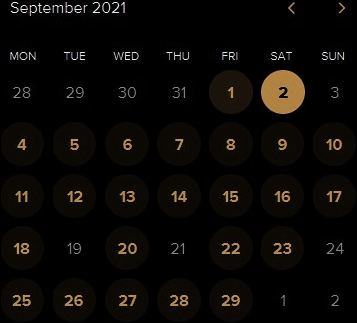 September 2021
MON TUE WED THU FRI SAT SUN
28 29 30 31 1 2 3
4 5 6 7 8 9 10
11 12 13 14 15 16 17
18 19 20 21 22 23 24
25 26 27 28 29 1 2